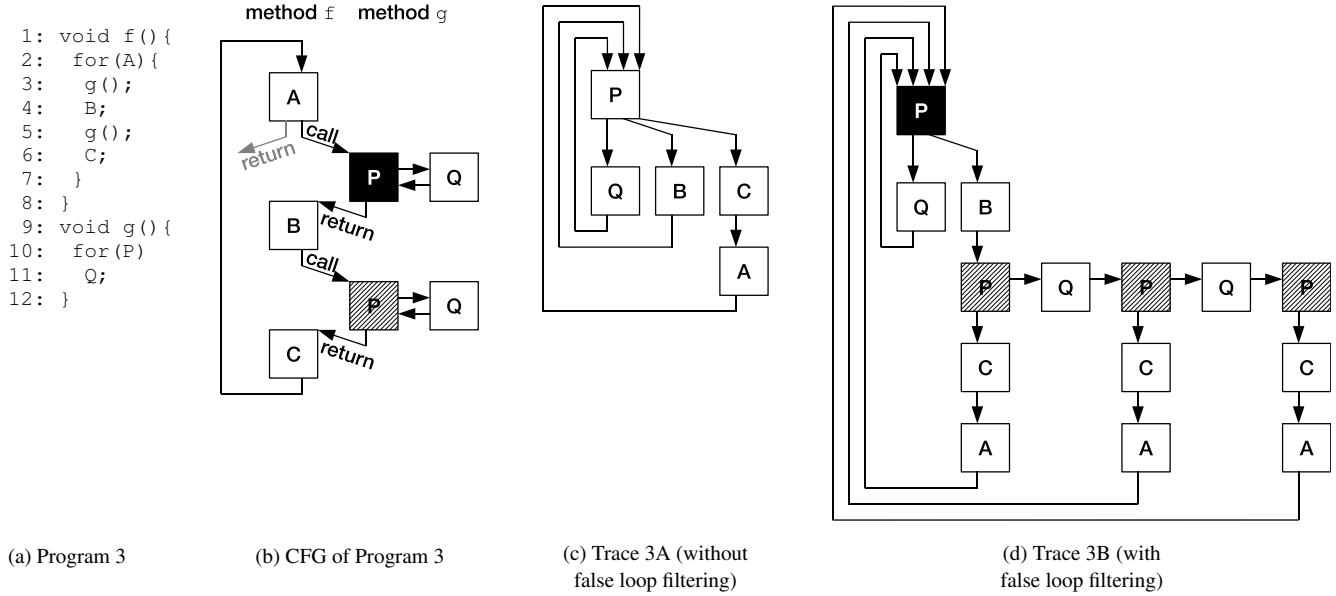 1: void f(){
2: for(A){
3: g();
4: B;
5: g();
6: C;
7: }
8: }
9: void g(){
10: for(P)
11: Q;
12: }
(a) Program 3
method f method g
A
call
return
P
Q
return
B
call
P
Q
return
C
(b) CFG of Program 3
P
Q B C
A
(c) Trace 3A (without
false loop filtering)
P
Q B
P Q P Q P
C C C
A A A
(d) Trace 3B (with
false loop filtering)